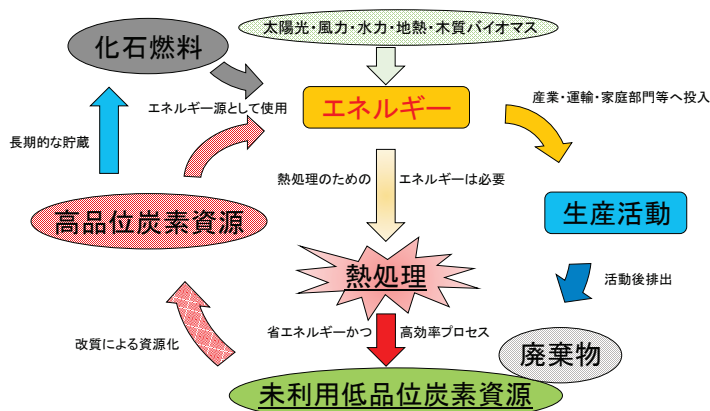 太陽光・風力・水力・地熱・木質バイオマス
化石燃料
エネルギー源として使用
エネルギー
産業・運輸・家庭部門等へ投入
長期的な貯蔵
熱処理のための
エネルギーは必要
高品位炭素資源
生産活動
熱処理
活動後排出
省エネルギーかつ
高効率プロセス
改質による資源化
廃棄物
未利用低品位炭素資源